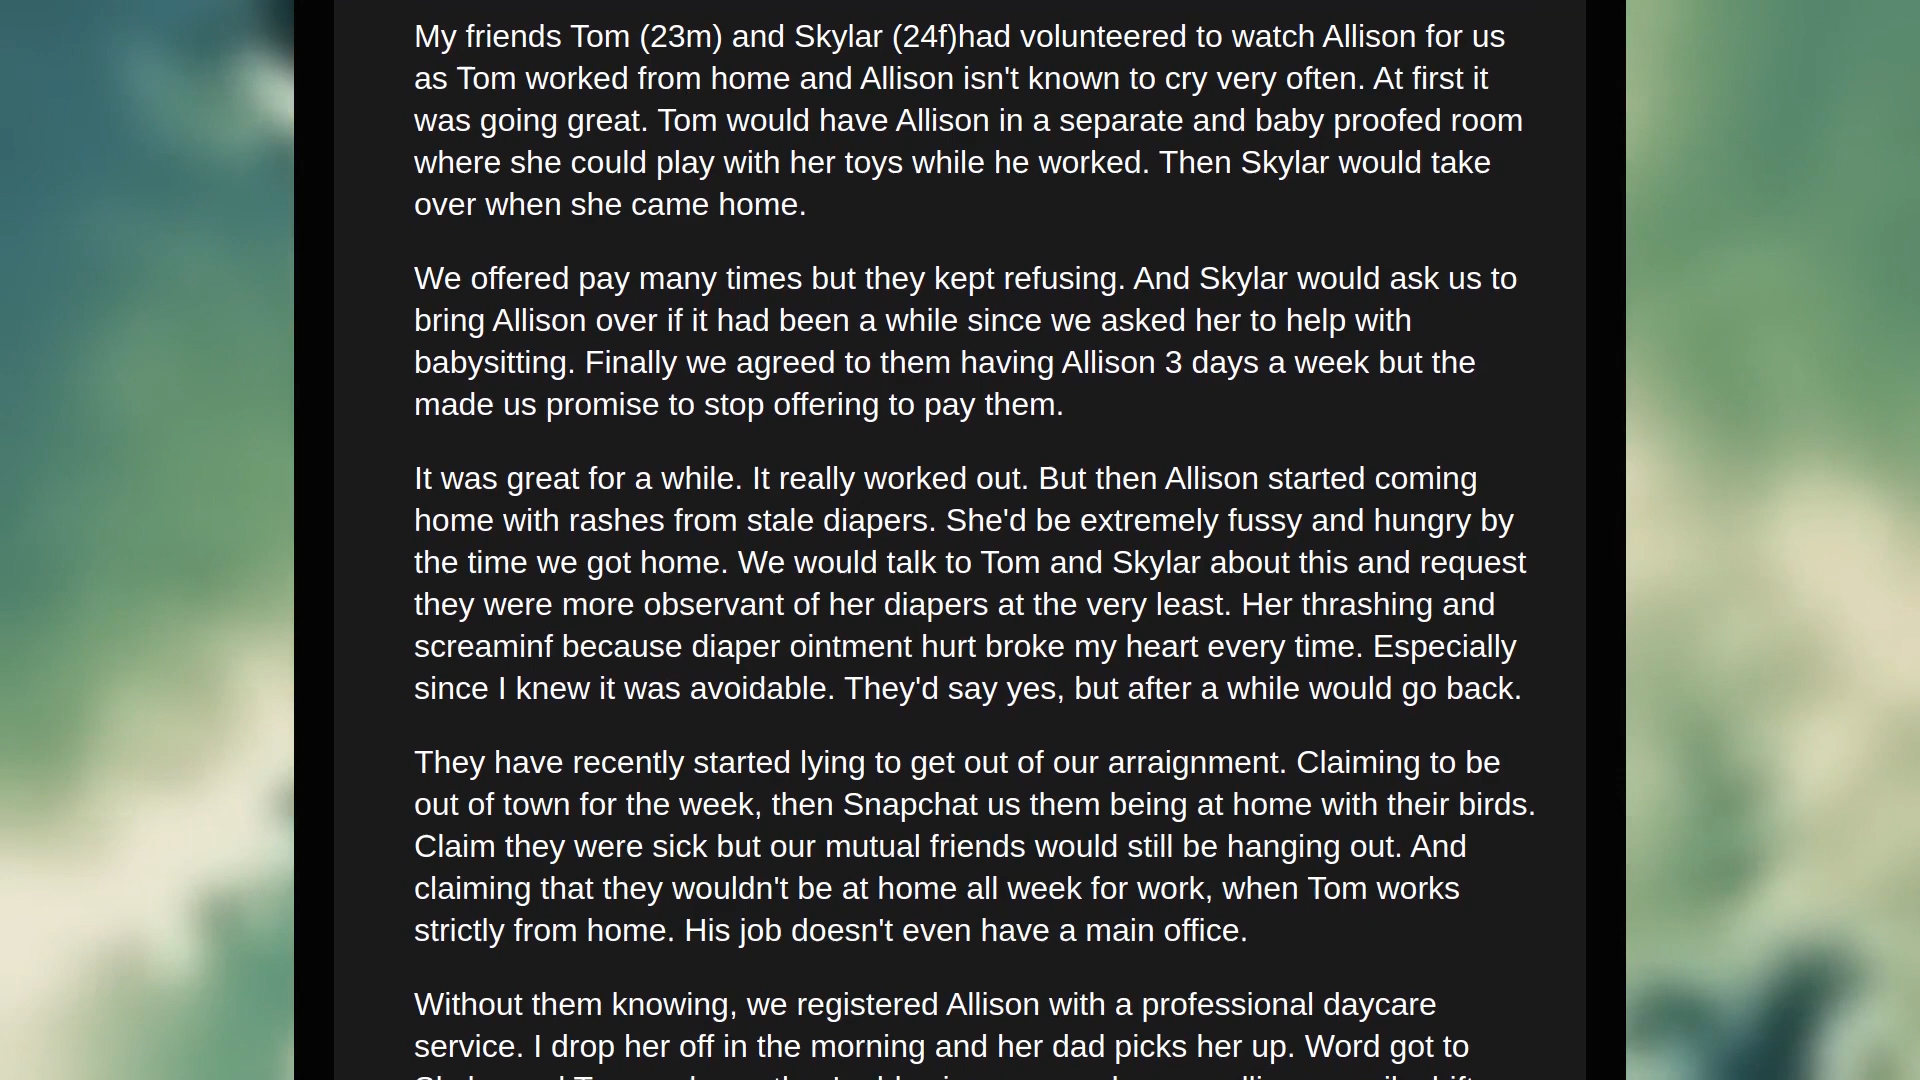 My friends Tom (23m) and Skylar (24f)had volunteered to watch Allison for us
as Tom worked from home and Allison isn't known to cry very often. At first it
was going great. Tom would have Allison in a separate and baby proofed room
where she could play with her toys while he worked. Then Skylar would take
over when she came home.
We offered pay many times but they kept refusing. And Skylar would ask us to
bring Allison over if it had been a while since we asked her to help with
babysitting. Finally we agreed to them having Allison 3 days a week but the
made us promise to stop offering to pay them.
It was great for a while. It really worked out. But then Allison started coming
home with rashes from stale diapers. She'd be extremely fussy and hungry by
the time we got home. We would talk to Tom and Skylar about this and request
they were more observant of her diapers at the very least. Her thrashing and
screaminf because diaper ointment hurt broke my heart every time. Especially
since I knew it was avoidable. They'd say yes, but after a while would go back.
They have recently started lying to get out of our arraignment. Claiming to be
out of town for the week, then Snapchat us them being at home with their birds.
Claim they were sick but our mutual friends would still be hanging out. And
claiming that they wouldn't be at home all week for work, when Tom works
strictly from home. His job doesn't even have a main office.
Without them knowing, we registered Allison with a professional daycare
service. I drop her off in the morning and her dad picks her up. Word got to